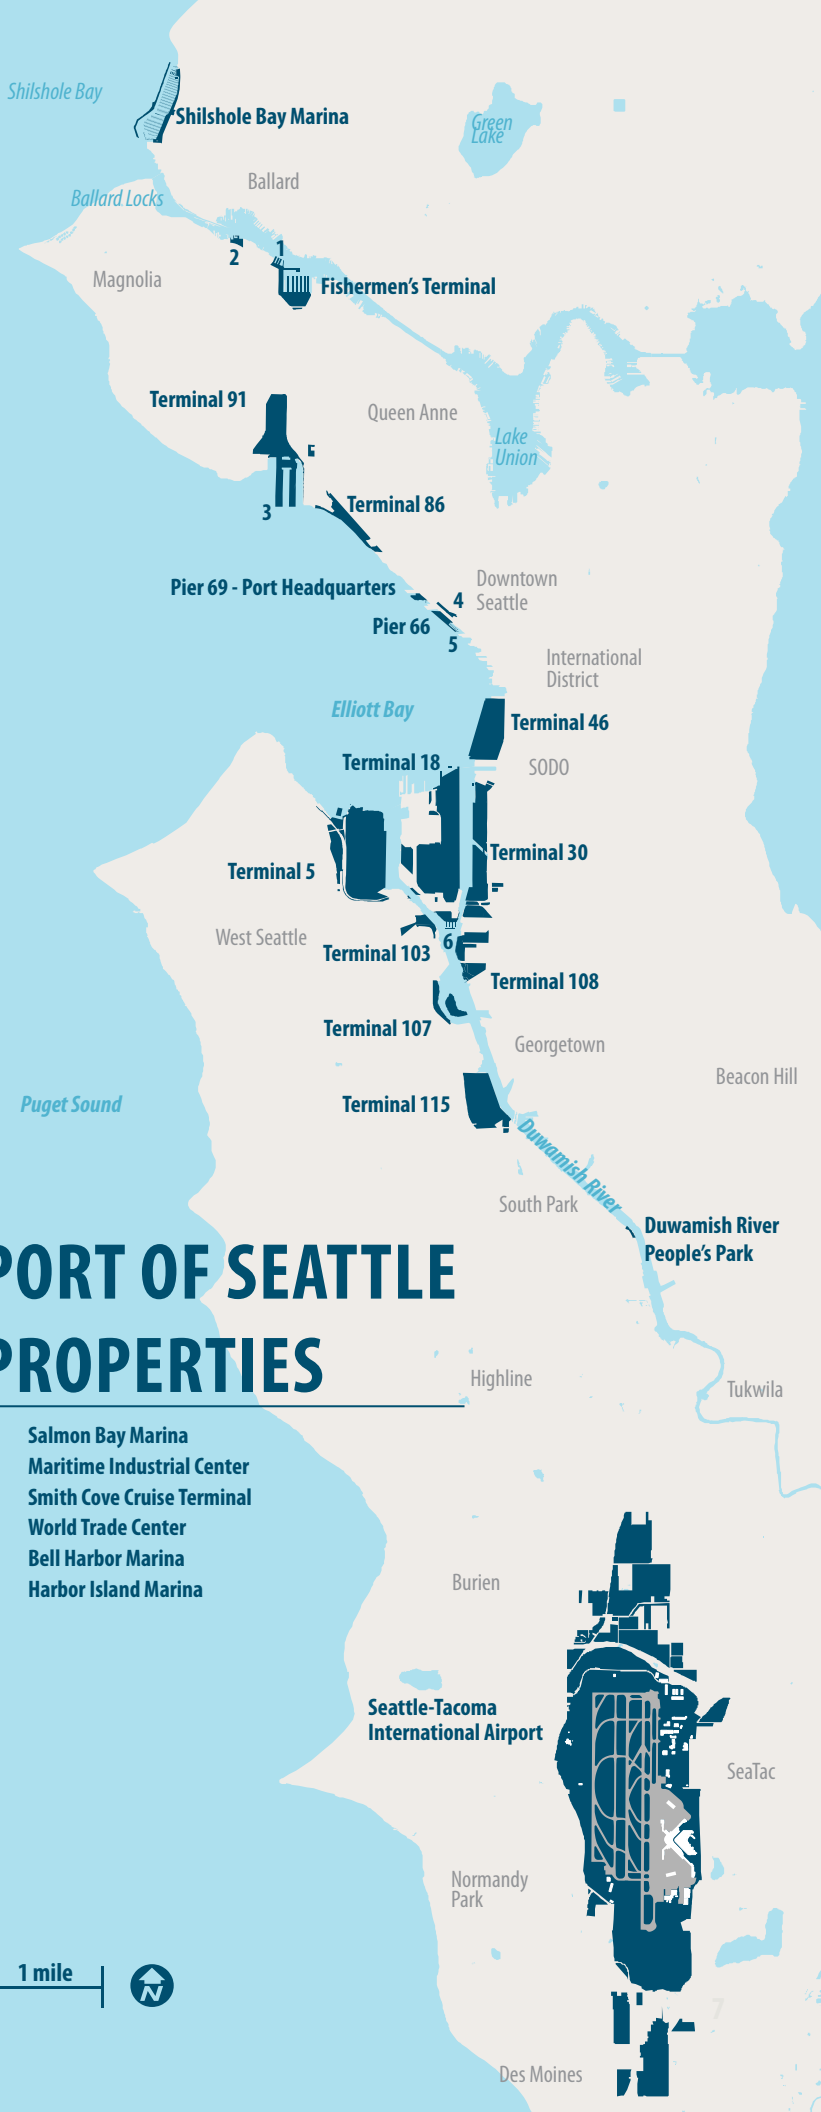 Shilshole Bay
Shilshole Bay Marina
Green
Lake
Ballard
Ballard Locks
2
1
Magnolia
Fishermen's Terminal
Terminal 91
Queen Anne
Lake
Union
3
Terminal 86
Downtown
Seattle
Pier 69 - Port Headquarters
4
Pier 66
5
International
District
Elliott Bay
Terminal 46
Terminal 18
SODO
Terminal 30
Terminal 5
West Seattle
6
Terminal 103
Terminal 108
Terminal 107
Georgetown
Beacon Hill
Puget Sound
Terminal 115
Duwamish River
South Park
Duwamish River
People's Park
PORT OF SEATTLE
PROPERTIES
Highline
Tukwila
Salmon Bay Marina
Maritime Industrial Center
Smith Cove Cruise Terminal
World Trade Center
Bell Harbor Marina
Harbor Island Marina
Burien
Seattle-Tacoma
International Airport
SeaTac
Normandy
Park
1 mile
N
7
Des Moines